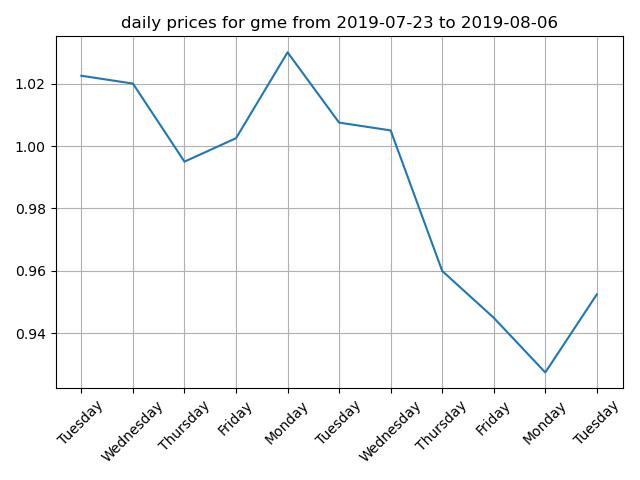 daily prices for gme from 2019-07-23 to 2019-08-06
1.02
1.00
0.98
0.96
0.94
Tuesday
Wednesday
Thursday
Friday
Monday
Tuesday
Wednesday
Thursday
Friday
Monday
Tuesday